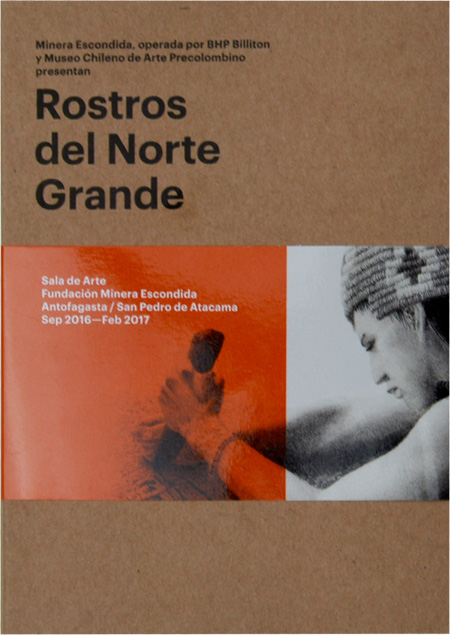 Minera Escondida, operada por BHP Billiton
y Museo Chileno de Arte Precolombino
presentan
Rostros
del Norte
Grande
Sala de Arte
Fundación Minera Escondida
Antofagasta / San Pedro de Atacama
Sep 2016—Feb 2017